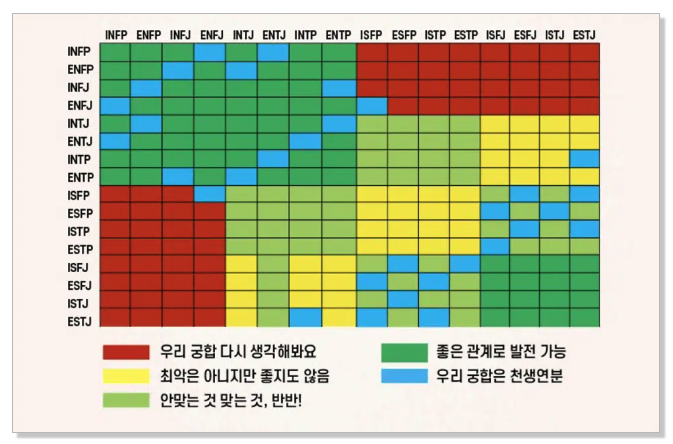 INFP ENFP INFJ ENFJ INTJ ENTJ INTP ENTP ISFP ESFP ISTP ESTP ISFJ ESFJ ISTJ ESTJ
INFP
ENFP
INFJ
ENFJ
INTJ
ENTJ
INTP
ENTP
ISFP
ESFP
ISTP
ESTP
ISFJ
ESFJ
ISTJ
ESTJ
우리 궁합 다시 생각해봐요 좋은 관계로 발전 가능
최악은 아니지만 좋지도 않음 우리 궁합은 천생연분
안맞는 것 맞는 것, 반반!